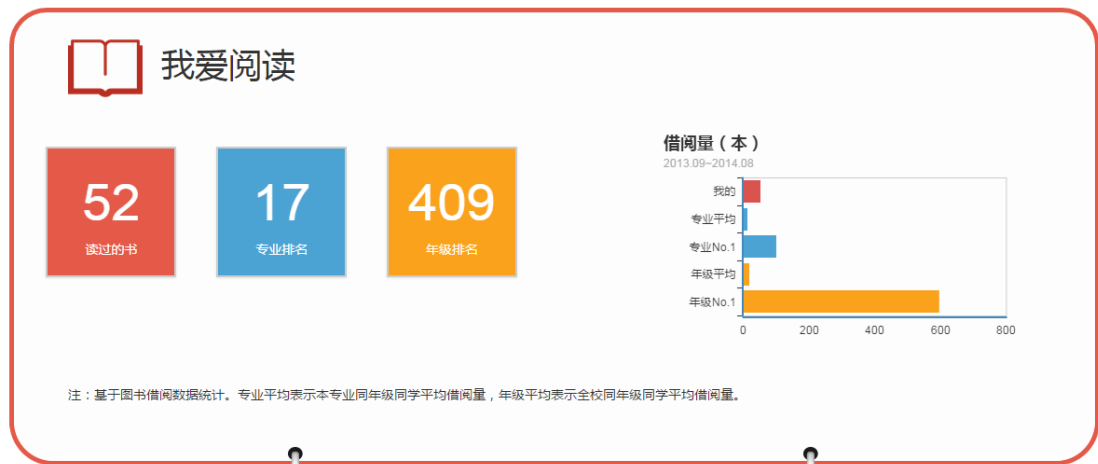 我爱阅读
52
读过的书
17
专业排名
409
年级排名
借阅量（本）
2013.09~2014.08
我的
专业平均
专业No.1
年级平均
年级No.1
0 200 400 600 800
注：基于图书借阅数据统计。专业平均表示本专业同年级同学平均借阅量，年级平均表示全校同年级同学平均借阅量。